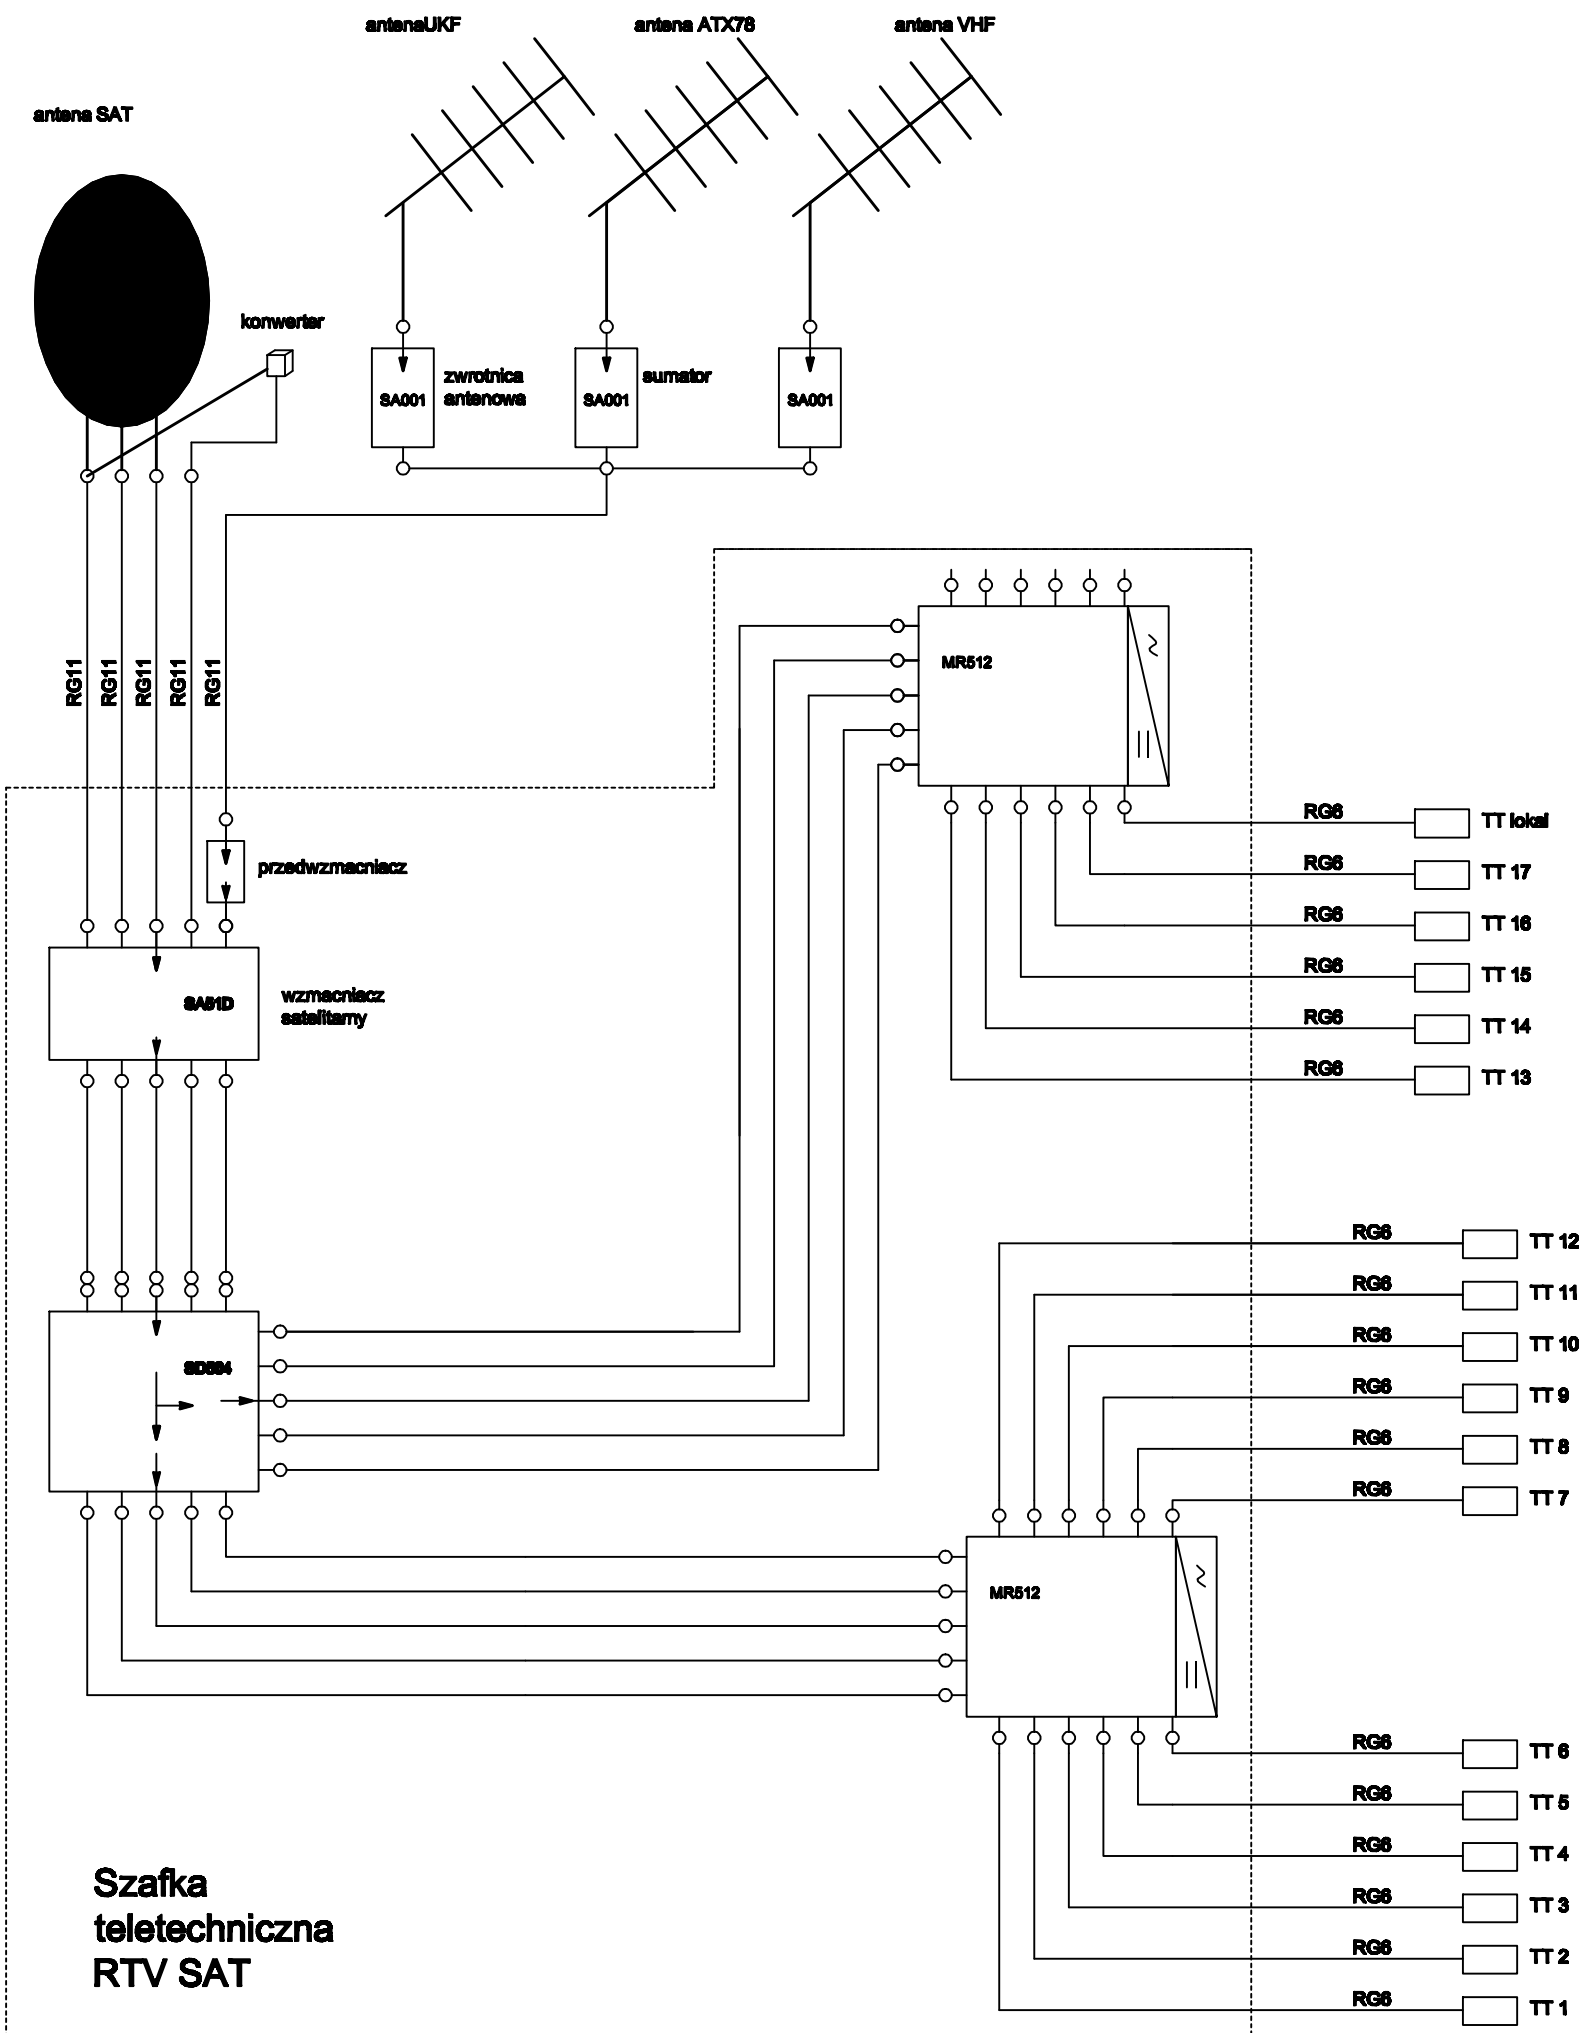 antenaUKF
antena ATX78
antena VHF
antena SAT
konwerter
SA001
zwrotnica
antenowa
SA001
sumator
SA001
RG11
RG11
RG11
RG11
RG11
MR512
RG6
TT lokal
RG6
TT 17
RG6
TT 16
RG6
TT 15
RG6
TT 14
RG6
TT 13
przedwzmacniacz
SA51D
wzmacniacz
satelitarny
RG6
TT 12
RG6
TT 11
RG6
TT 10
RG6
TT 9
RG6
TT 8
RG6
TT 7
MR512
RG6
TT 6
RG6
TT 5
RG6
TT 4
RG6
TT 3
RG6
TT 2
RG6
TT 1
Szafka
teletechniczna
RTV SAT